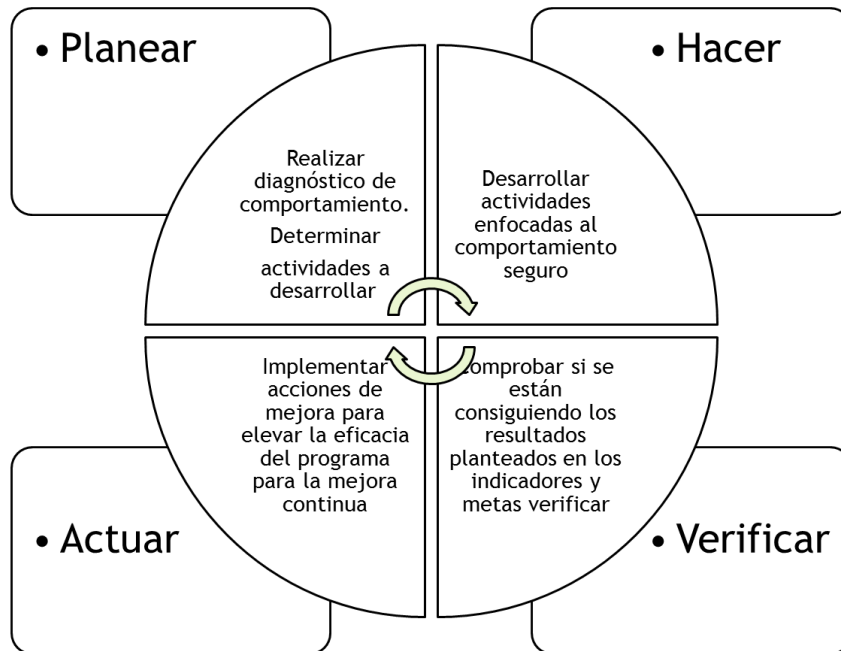 • Planear
• Hacer
Realizar
diagnóstico de
comportamiento.
Determinar
actividades a
desarrollar
Desarrollar
actividades
enfocadas al
comportamiento
seguro
Implementar
acciones de
mejora para
elevar la eficacia
del programa
para la mejora
continua
Comprobar si se
están
consiguiendo los
resultados
planteados en los
indicadores y
metas verificar
• Actuar
• Verificar